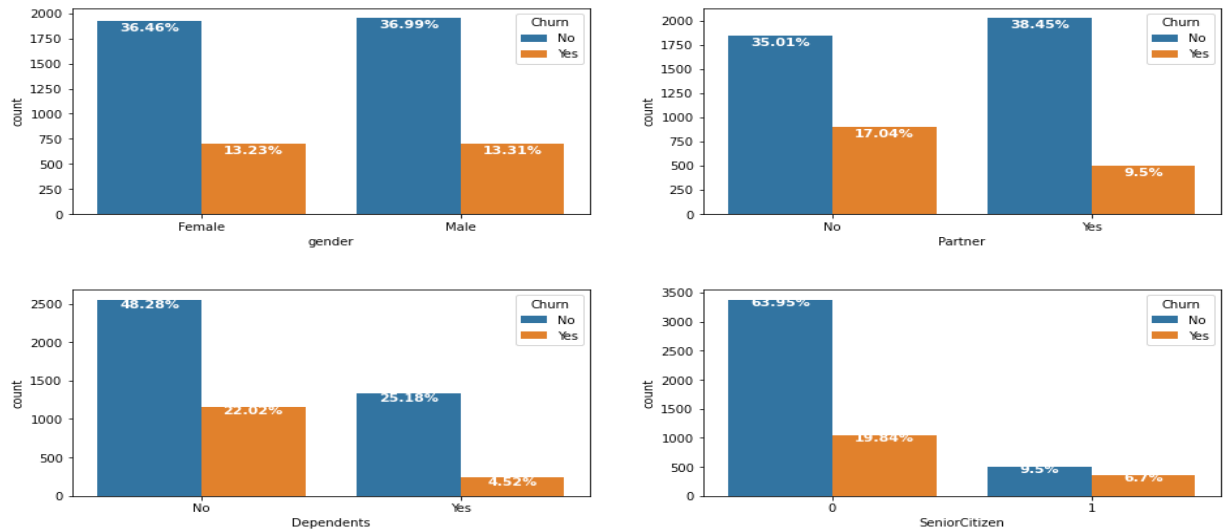 2000
1750
1500
1250
1000
750
500
250
0
count
36.46%
13.23%
36.99%
13.31%
Churn
No
Yes
Female
Male
gender
2000
1750
1500
1250
1000
750
500
250
0
count
35.01%
17.04%
38.45%
9.5%
Churn
No
Yes
No
Yes
Partner
2500
2000
1500
1000
500
0
count
48.28%
22.02%
25.18%
4.52%
Churn
No
Yes
No
Yes
Dependents
3500
3000
2500
2000
1500
1000
500
0
count
63.95%
19.84%
9.5%
6.7%
Churn
No
Yes
0
1
SeniorCitizen